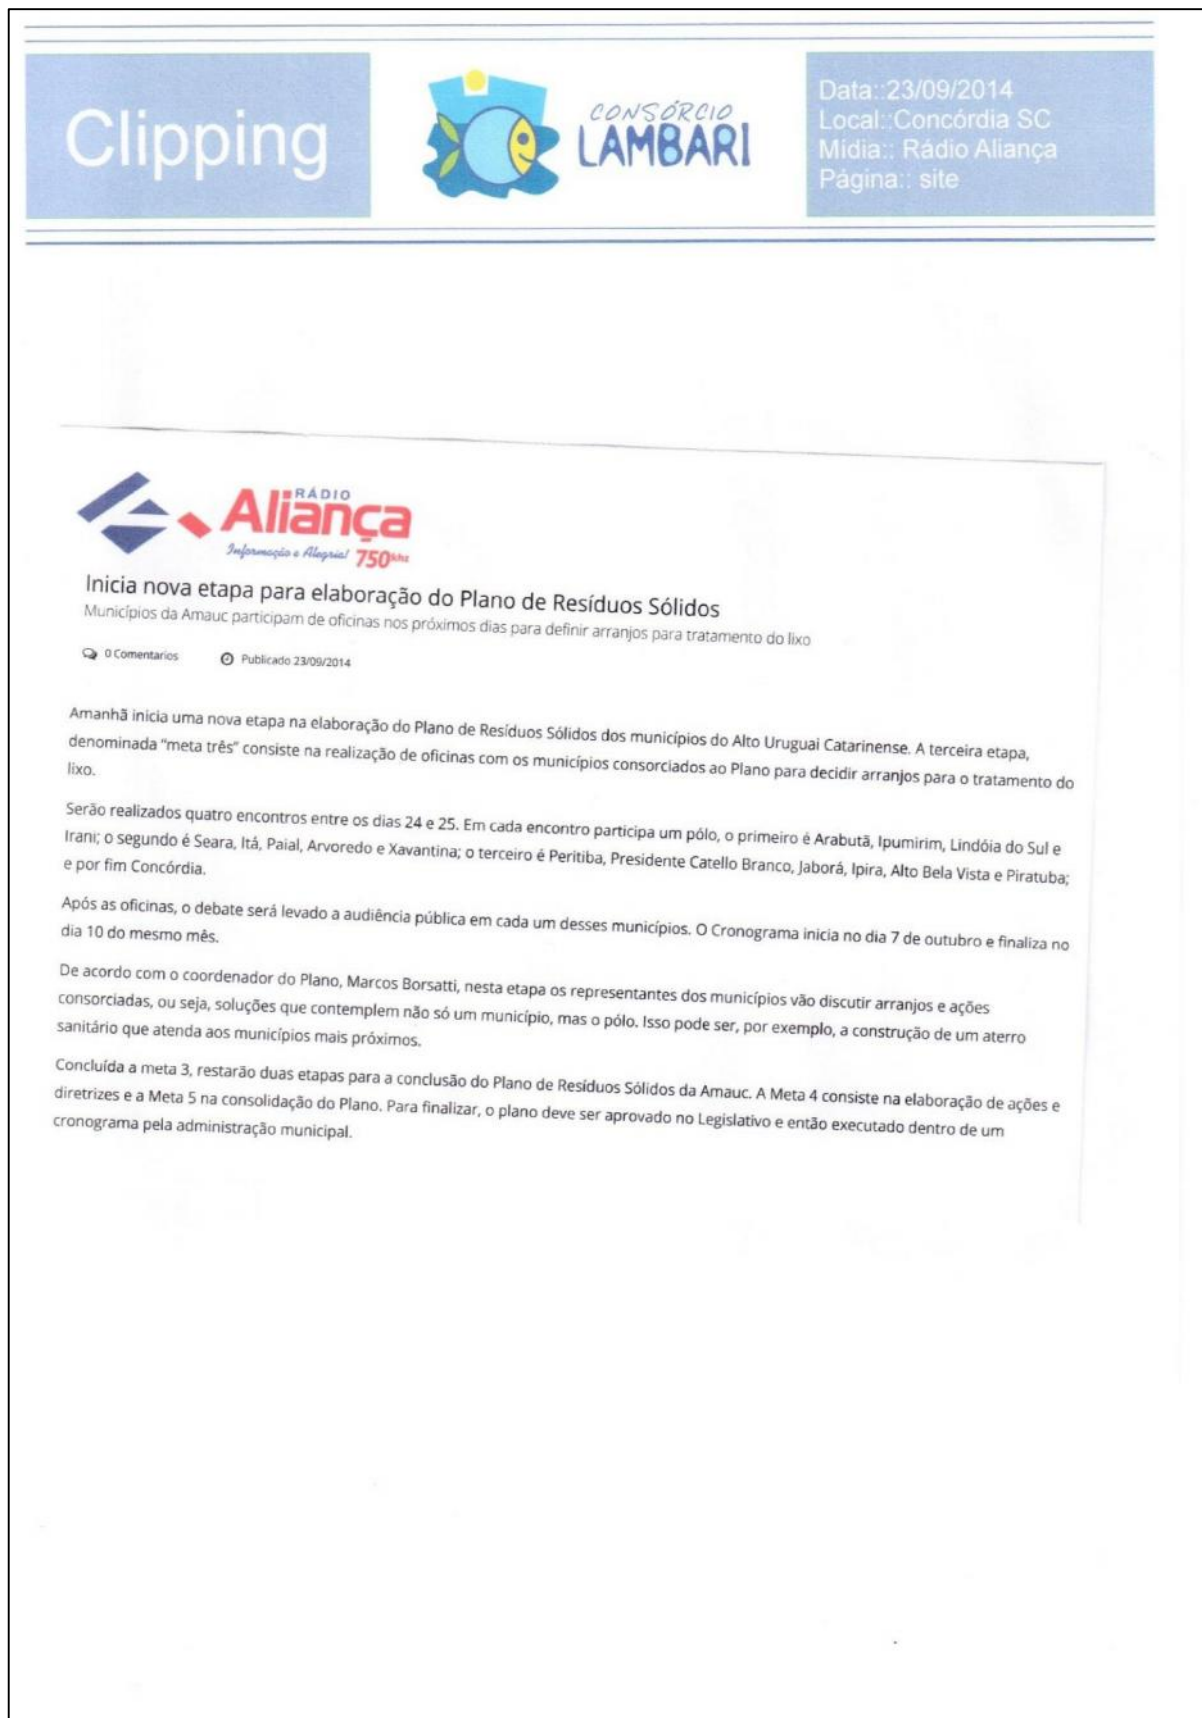 Clipping
CONSÓRCIO
LAMBARI
Data::23/09/2014
Local::Concórdia SC
Mídia:: Rádio Aliança
Página:: site
RÁDIO
Aliança
Informação e Alegria! 750khz
Inicia nova etapa para elaboração do Plano de Resíduos Sólidos
Municípios da Amauc participam de oficinas nos próximos dias para definir arranjos para tratamento do lixo
0 Comentarios Publicado 23/09/2014
Amanhã inicia uma nova etapa na elaboração do Plano de Resíduos Sólidos dos municípios do Alto Uruguai Catarinense. A terceira etapa,
denominada "meta três" consiste na realização de oficinas com os municípios consorciados ao Plano para decidir arranjos para o tratamento do
lixo.
Serão realizados quatro encontros entre os dias 24 e 25. Em cada encontro participa um pólo, o primeiro é Arabutã, Ipumirim, Lindóia do Sul e
Irani; o segundo é Seara, Itá, Paial, Arvoredo e Xavantina; o terceiro é Peritiba, Presidente Catello Branco, Jaborá, Ipira, Alto Bela Vista e Piratuba;
e por fim Concórdia.
Após as oficinas, o debate será levado a audiência pública em cada um desses municípios. O Cronograma inicia no dia 7 de outubro e finaliza no
dia 10 do mesmo mês.
De acordo com o coordenador do Plano, Marcos Borsatti, nesta etapa os representantes dos municípios vão discutir arranjos e ações
consorciadas, ou seja, soluções que contemplem não só um município, mas o pólo. Isso pode ser, por exemplo, a construção de um aterro
sanitário que atenda aos municípios mais próximos.
Concluída a meta 3, restarão duas etapas para a conclusão do Plano de Resíduos Sólidos da Amauc. A Meta 4 consiste na elaboração de ações e
diretrizes e a Meta 5 na consolidação do Plano. Para finalizar, o plano deve ser aprovado no Legislativo e então executado dentro de um
cronograma pela administração municipal.